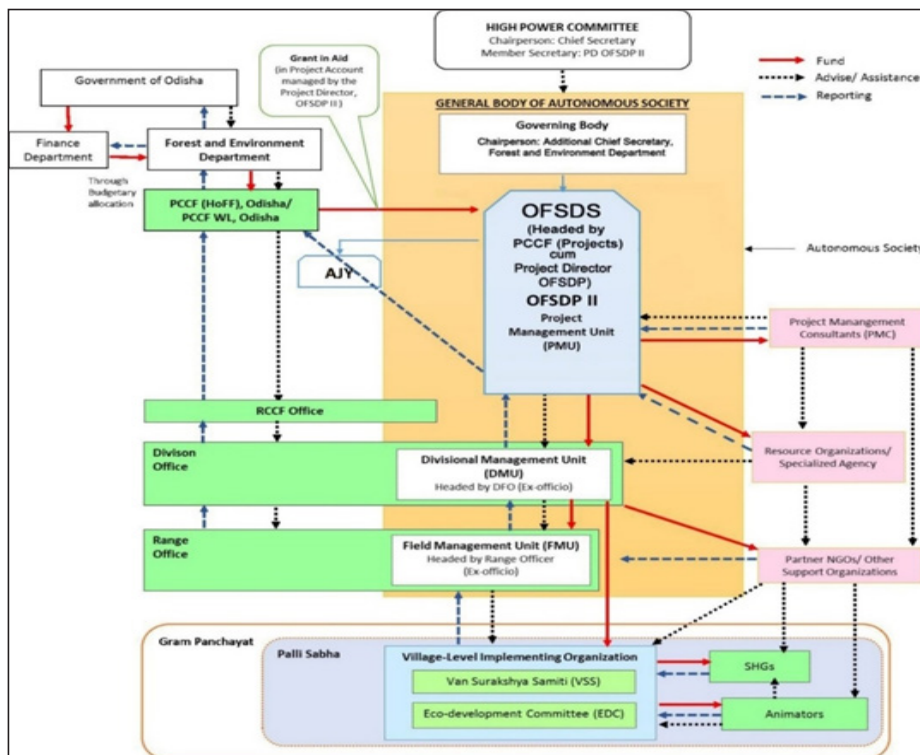 HIGH POWER COMMITTEE
Chairperson: Chief Secretary
Member Secretary: PD OFSDP II
Fund
Advise/ Assistance
Reporting
Grant in Aid
(in Project Account
managed by the
Project Director,
OFSDP II)
Government of Odisha
Finance
Department
Forest and Environment
Department
Through
Budgetary
allocation
PCCF (HoFF), Odisha/
PCCF WL, Odisha
GENERAL BODY OF AUTONOMOUS SOCIETY
Governing Body
Chairperson: Additional Chief Secretary,
Forest and Environment Department
OFSDS
(Headed by
PCCF (Projects)
cum
Project Director
OFSDP)
OFSDP II
Project
Management Unit
(PMU)
AJY
Autonomous Society
Project Manangement
Consultants (PMC)
RCCF Office
Divison
Office
Divisional Management Unit
(DMU)
Headed by DFO (Ex-officio)
Resource Organizations/
Specialized Agency
Range
Office
Field Management Unit (FMU)
Headed by Range Officer
(Ex-officio)
Partner NGOs/ Other
Support Organizations
Gram Panchayat
Palli Sabha
Village-Level Implementing Organization
Van Surakshya Samiti (VSS)
Eco-development Committee (EDC)
SHGs
Animators